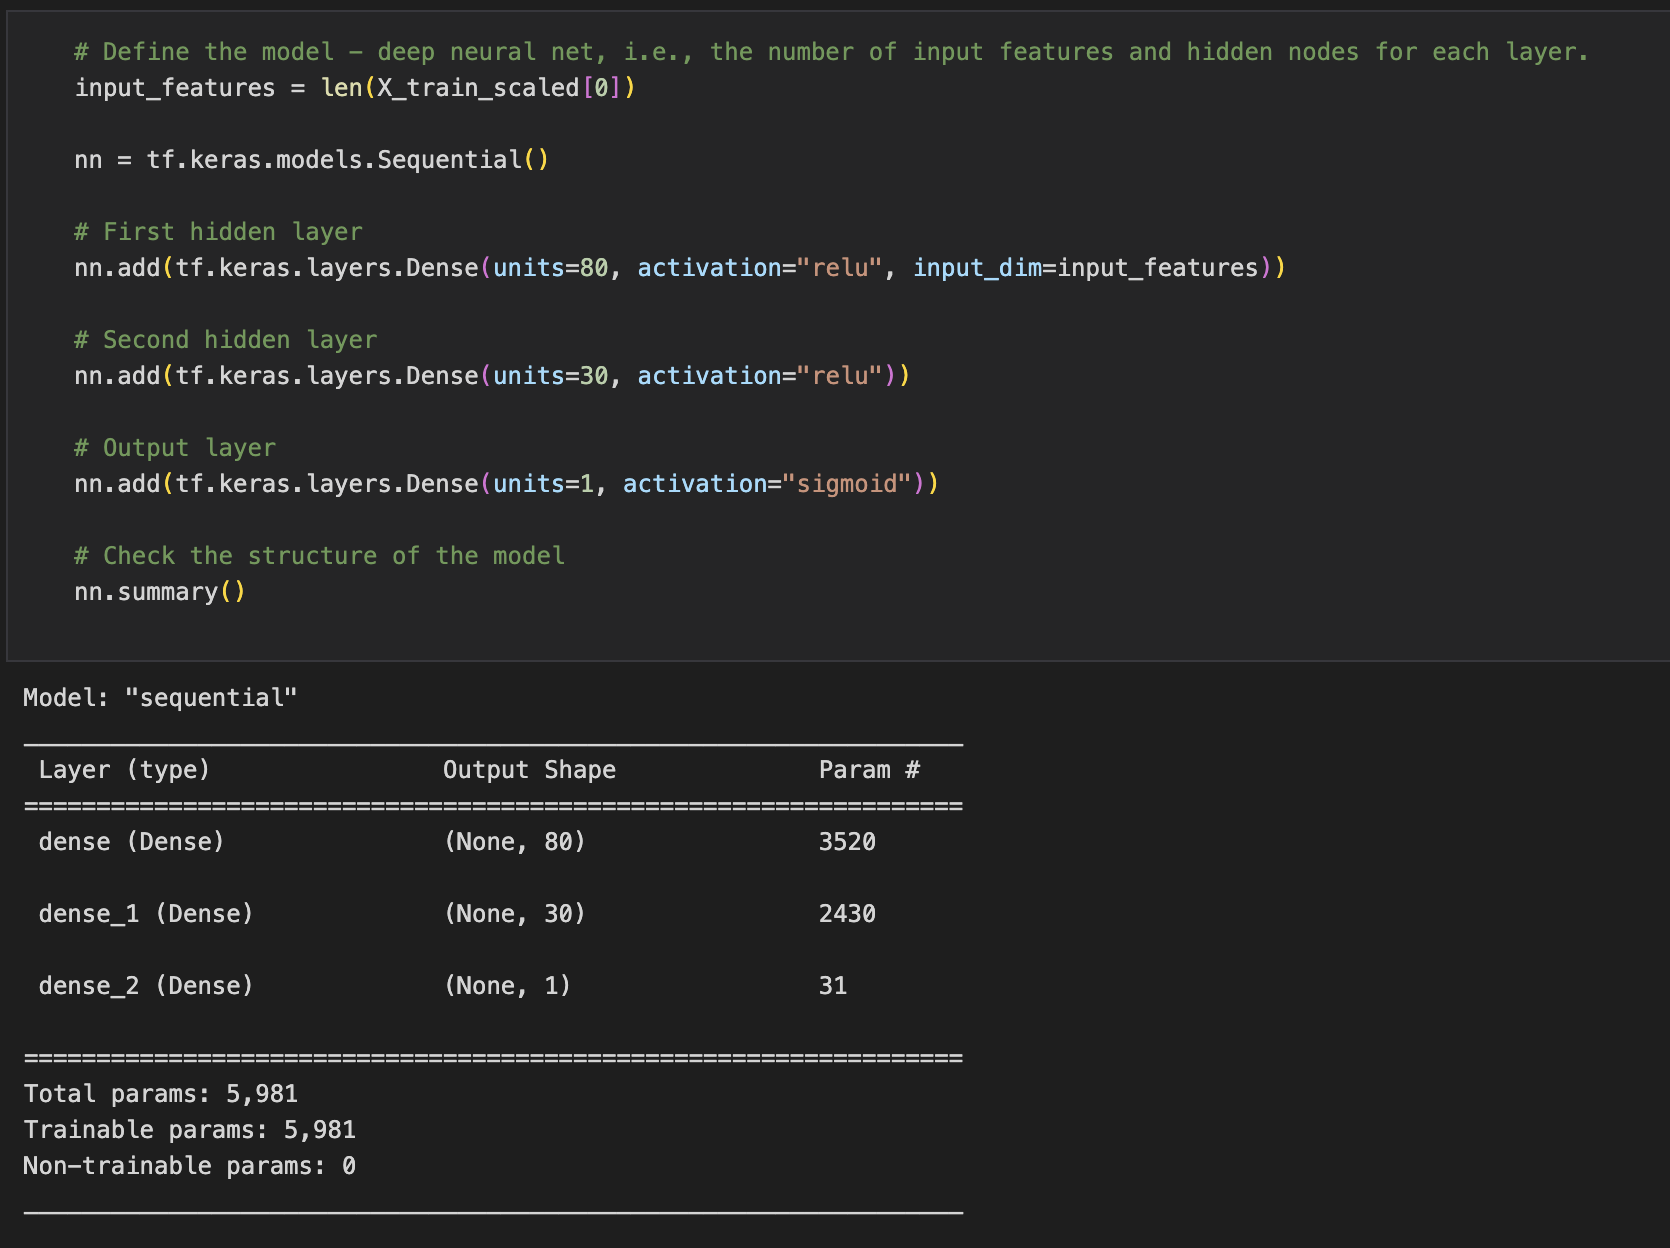 # Define the model – deep neural net, i.e., the number of input features and hidden nodes for each layer.
input_features = len(X_train_scaled[0])
nn = tf.keras.models.Sequential()
# First hidden layer
nn.add(tf.keras.layers.Dense(units=80, activation="relu", input_dim=input_features))
# Second hidden layer
nn.add(tf.keras.layers.Dense(units=30, activation="relu"))
# Output layer
nn.add(tf.keras.layers.Dense(units=1, activation="sigmoid"))
# Check the structure of the model
nn.summary()
Model: "sequential"
_________________________________________________________________
Layer (type) Output Shape Param #
=================================================================
dense (Dense) (None, 80) 3520
dense_1 (Dense) (None, 30) 2430
dense_2 (Dense) (None, 1) 31
=================================================================
Total params: 5,981
Trainable params: 5,981
Non–trainable params: 0
_________________________________________________________________